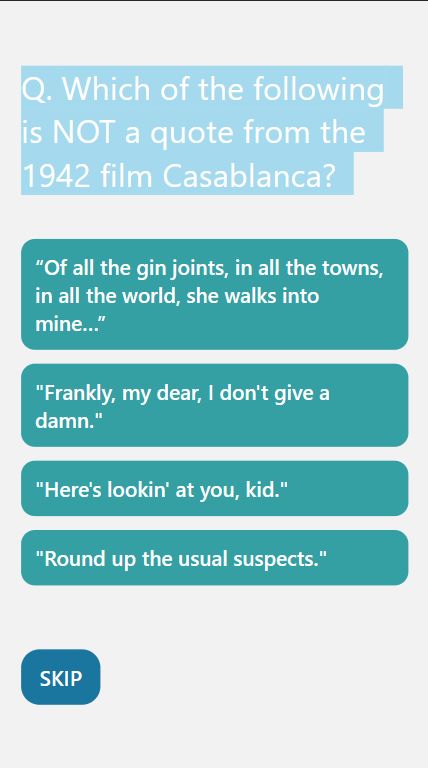 Q. Which of the following
is NOT a quote from the
1942 film Casablanca?
“Of all the gin joints, in all the towns,
in all the world, she walks into
mine...”
"Frankly, my dear, I don't give a
damn."
"Here's lookin' at you, kid."
"Round up the usual suspects."
SKIP